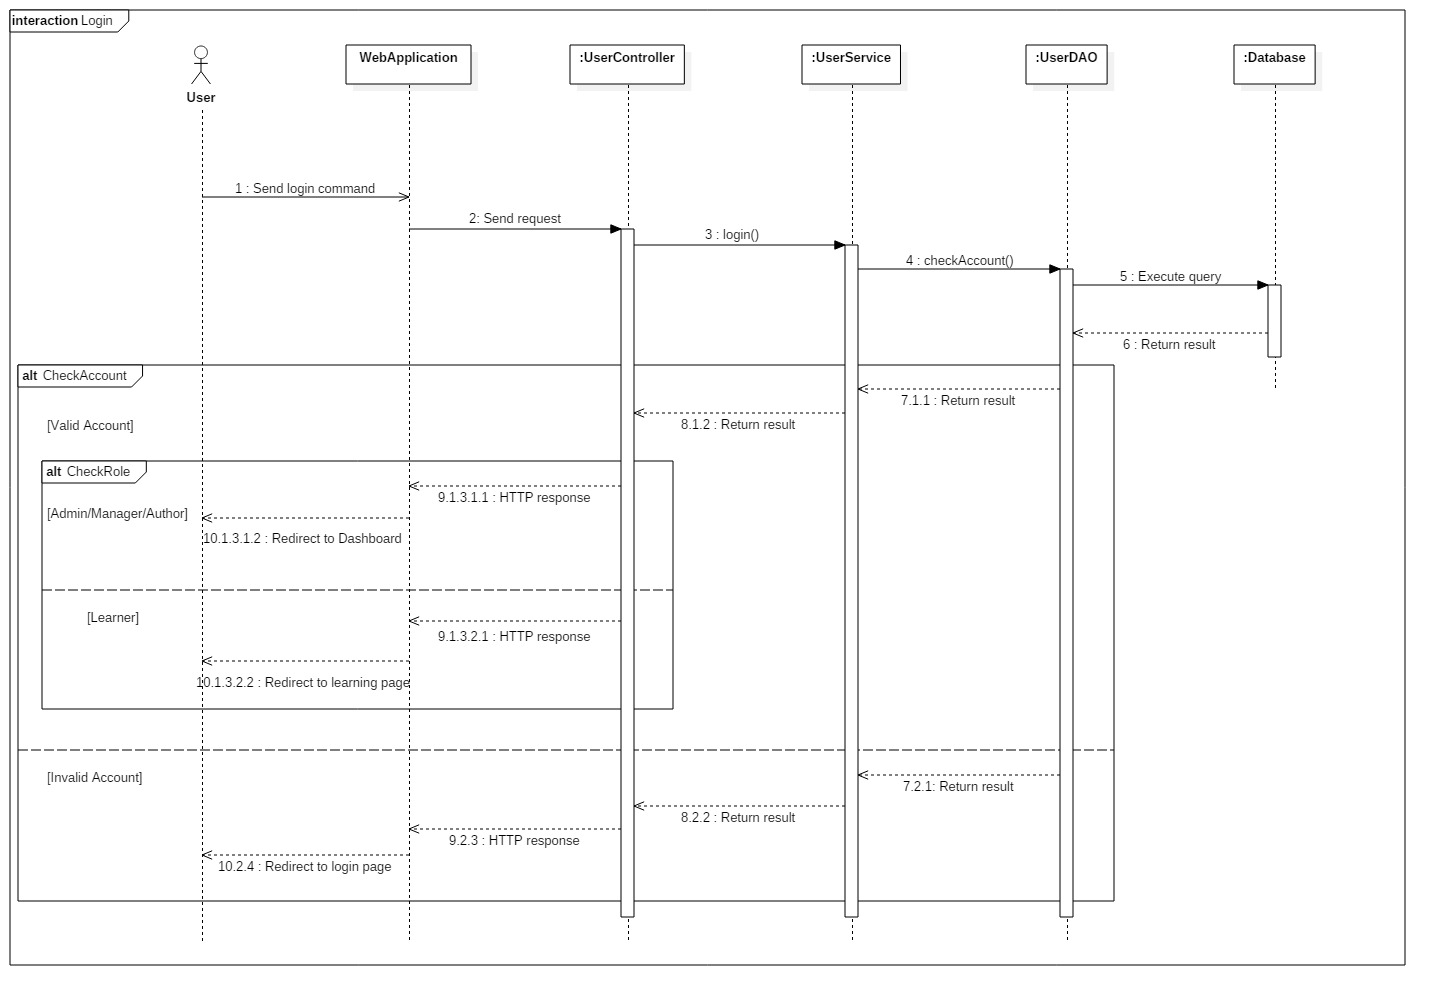 interaction Login
WebApplication
:UserController
:UserService
:UserDAO
:Database
User
1 : Send login command
2: Send request
3 : login()
4 : checkAccount()
5 : Execute query
6 : Return result
alt CheckAccount
7.1.1 : Return result
8.1.2 : Return result
[Valid Account]
alt CheckRole
9.1.3.1.1 : HTTP response
[Admin/Manager/Author]
10.1.3.1.2 : Redirect to Dashboard
[Learner]
9.1.3.2.1 : HTTP response
10.1.3.2.2 : Redirect to learning page
[Invalid Account]
7.2.1: Return result
8.2.2 : Return result
9.2.3 : HTTP response
10.2.4 : Redirect to login page